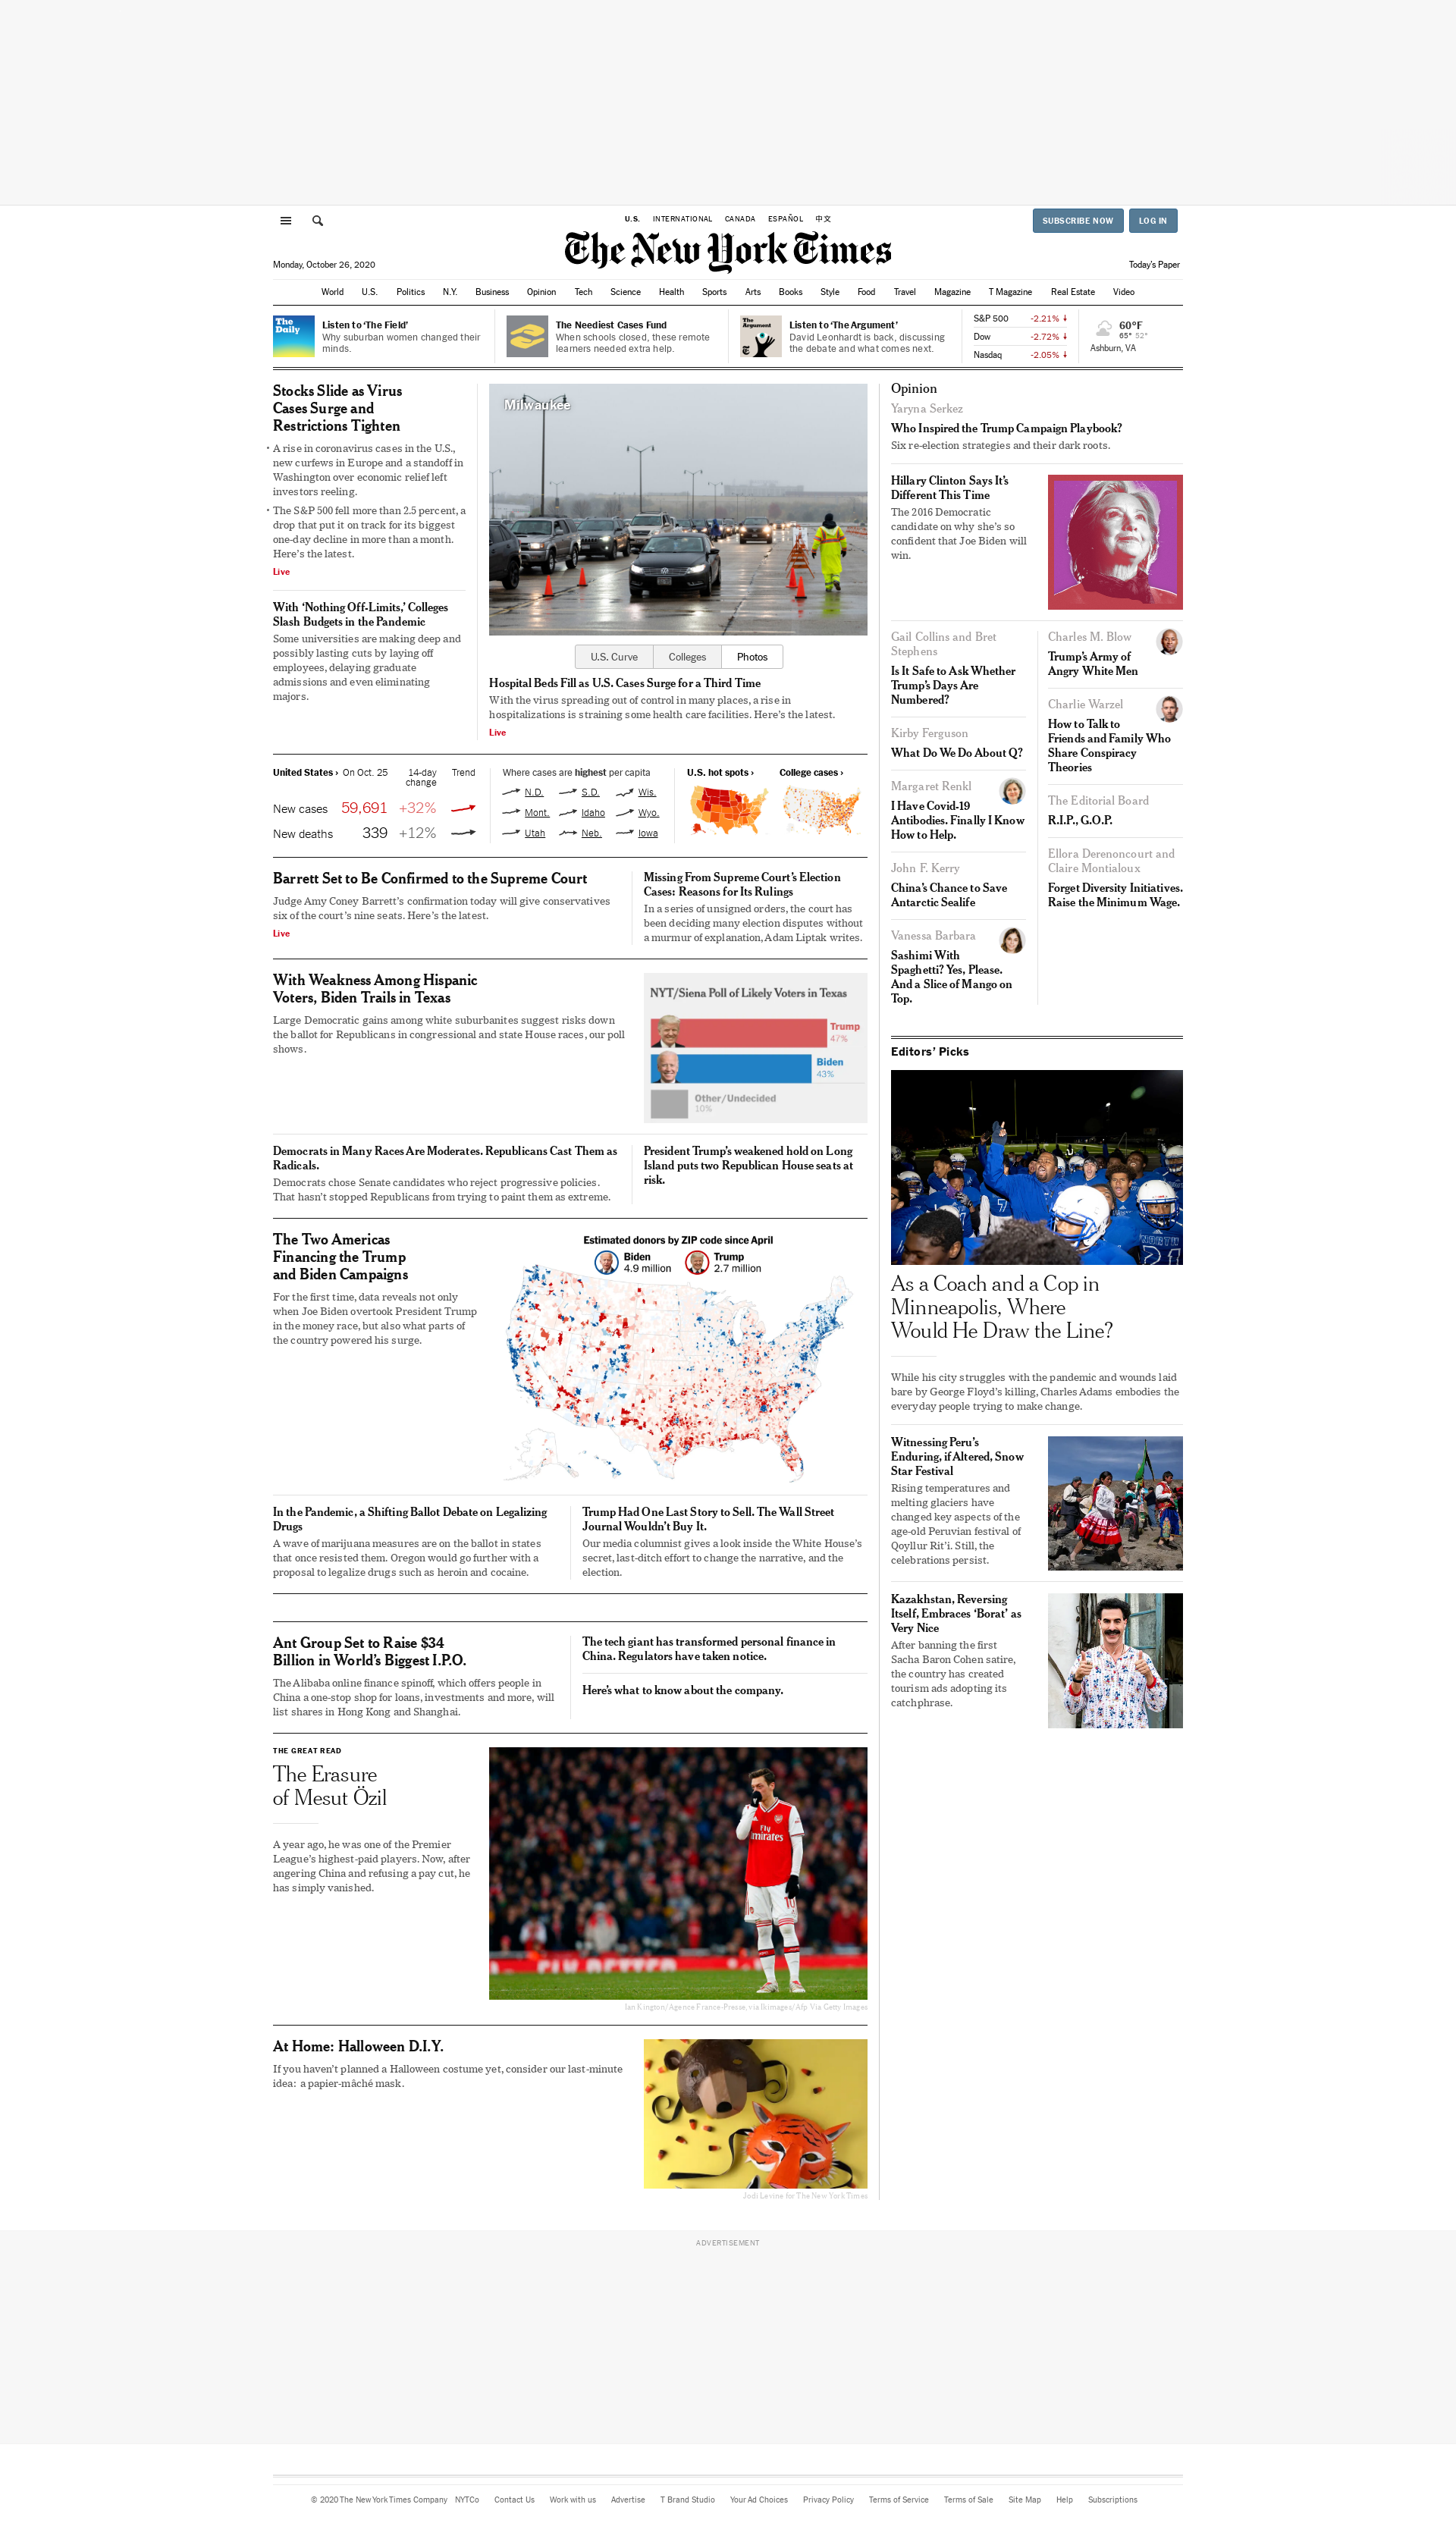 U.S. INTERNATIONAL CANADA ESPAÑOL 中文
SUBSCRIBE NOW LOG IN
The New York Times
Monday, October 26, 2020
Today's Paper
World U.S. Politics N.Y. Business Opinion Tech Science Health Sports Arts Books Style Food Travel Magazine T Magazine Real Estate Video
The
Daily
Listen to ‘The Field’
Why suburban women changed their
minds.
The Neediest Cases Fund
When schools closed, these remote
learners needed extra help.
The
Argument
Listen to ‘The Argument’
David Leonhardt is back, discussing
the debate and what comes next.
S&P 500 -2.21% ↓
Dow -2.72% ↓
Nasdaq -2.05% ↓
60°F
65° 52°
Ashburn, VA
Stocks Slide as Virus
Cases Surge and
Restrictions Tighten
• A rise in coronavirus cases in the U.S.,
new curfews in Europe and a standoff in
Washington over economic relief left
investors reeling.
• The S&P 500 fell more than 2.5 percent, a
drop that put it on track for its biggest
one-day decline in more than a month.
Here’s the latest.
Live
With ‘Nothing Off-Limits,’ Colleges
Slash Budgets in the Pandemic
Some universities are making deep and
possibly lasting cuts by laying off
employees, delaying graduate
admissions and even eliminating
majors.
Milwaukee
U.S. Curve Colleges Photos
Hospital Beds Fill as U.S. Cases Surge for a Third Time
With the virus spreading out of control in many places, a rise in
hospitalizations is straining some health care facilities. Here’s the latest.
Live
United States › On Oct. 25 14-day
change Trend
New cases 59,691 +32%
New deaths 339 +12%
Where cases are highest per capita
N.D. S.D. Wis.
Mont. Idaho Wyo.
Utah Neb. Iowa
U.S. hot spots ›
College cases ›
Barrett Set to Be Confirmed to the Supreme Court
Judge Amy Coney Barrett’s confirmation today will give conservatives
six of the court’s nine seats. Here’s the latest.
Live
Missing From Supreme Court’s Election
Cases: Reasons for Its Rulings
In a series of unsigned orders, the court has
been deciding many election disputes without
a murmur of explanation, Adam Liptak writes.
With Weakness Among Hispanic
Voters, Biden Trails in Texas
Large Democratic gains among white suburbanites suggest risks down
the ballot for Republicans in congressional and state House races, our poll
shows.
NYT/Siena Poll of Likely Voters in Texas
Trump
47%
Biden
43%
Other/Undecided
10%
Democrats in Many Races Are Moderates. Republicans Cast Them as
Radicals.
Democrats chose Senate candidates who reject progressive policies.
That hasn’t stopped Republicans from trying to paint them as extreme.
President Trump’s weakened hold on Long
Island puts two Republican House seats at
risk.
The Two Americas
Financing the Trump
and Biden Campaigns
For the first time, data reveals not only
when Joe Biden overtook President Trump
in the money race, but also what parts of
the country powered his surge.
Estimated donors by ZIP code since April
Biden
4.9 million
Trump
2.7 million
In the Pandemic, a Shifting Ballot Debate on Legalizing
Drugs
A wave of marijuana measures are on the ballot in states
that once resisted them. Oregon would go further with a
proposal to legalize drugs such as heroin and cocaine.
Trump Had One Last Story to Sell. The Wall Street
Journal Wouldn’t Buy It.
Our media columnist gives a look inside the White House’s
secret, last-ditch effort to change the narrative, and the
election.
Ant Group Set to Raise $34
Billion in World’s Biggest I.P.O.
The Alibaba online finance spinoff, which offers people in
China a one-stop shop for loans, investments and more, will
list shares in Hong Kong and Shanghai.
The tech giant has transformed personal finance in
China. Regulators have taken notice.
Here’s what to know about the company.
THE GREAT READ
The Erasure
of Mesut Özil
A year ago, he was one of the Premier
League’s highest-paid players. Now, after
angering China and refusing a pay cut, he
has simply vanished.
Fly
Emirates
10
Ian Kington/Agence France-Presse, via Ikimages/Afp Via Getty Images
At Home: Halloween D.I.Y.
If you haven’t planned a Halloween costume yet, consider our last-minute
idea: a papier-mâché mask.
Jodi Levine for The New York Times
Opinion
Yaryna Serkez
Who Inspired the Trump Campaign Playbook?
Six re-election strategies and their dark roots.
Hillary Clinton Says It’s
Different This Time
The 2016 Democratic
candidate on why she’s so
confident that Joe Biden will
win.
Gail Collins and Bret
Stephens
Is It Safe to Ask Whether
Trump’s Days Are
Numbered?
Kirby Ferguson
What Do We Do About Q?
Margaret Renkl
I Have Covid-19
Antibodies. Finally I Know
How to Help.
John F. Kerry
China’s Chance to Save
Antarctic Sealife
Vanessa Barbara
Sashimi With
Spaghetti? Yes, Please.
And a Slice of Mango on
Top.
Charles M. Blow
Trump’s Army of
Angry White Men
Charlie Warzel
How to Talk to
Friends and Family Who
Share Conspiracy
Theories
The Editorial Board
R.I.P., G.O.P.
Ellora Derenoncourt and
Claire Montialoux
Forget Diversity Initiatives.
Raise the Minimum Wage.
Editors’ Picks
NORTH
21
As a Coach and a Cop in
Minneapolis, Where
Would He Draw the Line?
While his city struggles with the pandemic and wounds laid
bare by George Floyd’s killing, Charles Adams embodies the
everyday people trying to make change.
Witnessing Peru’s
Enduring, if Altered, Snow
Star Festival
Rising temperatures and
melting glaciers have
changed key aspects of the
age-old Peruvian festival of
Qoyllur Rit’i. Still, the
celebrations persist.
Kazakhstan, Reversing
Itself, Embraces ‘Borat’ as
Very Nice
After banning the first
Sacha Baron Cohen satire,
the country has created
tourism ads adopting its
catchphrase.
ADVERTISEMENT
© 2020 The New York Times Company NYTCo Contact Us Work with us Advertise T Brand Studio Your Ad Choices Privacy Policy Terms of Service Terms of Sale Site Map Help Subscriptions